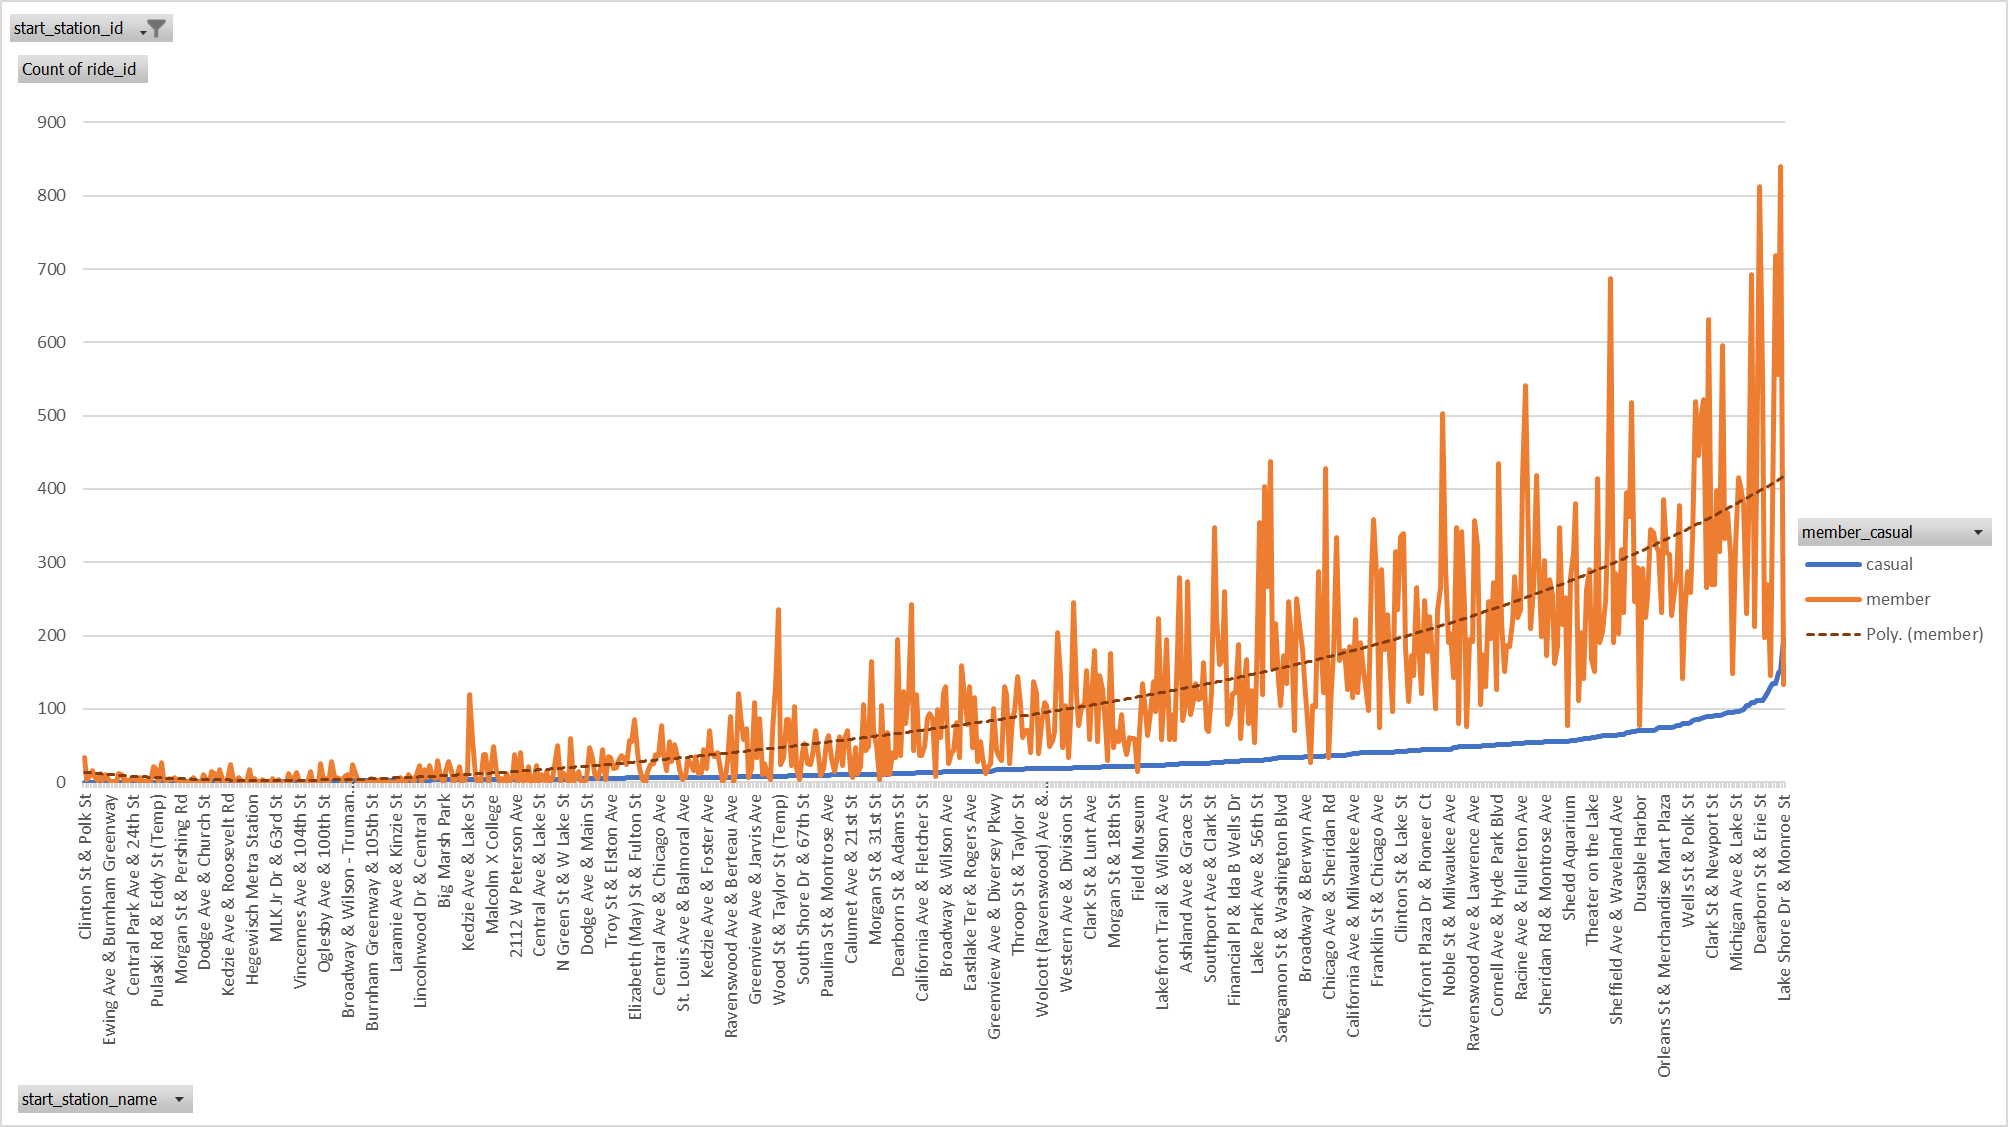 start_station_id
Count of ride_id
900
800
700
600
500
400
300
200
100
0
member_casual
casual
member
Poly. (member)
Clinton St & Polk St
Ewing Ave & Burnham Greenway
Central Park Ave & 24th St
Pulaski Rd & Eddy St (Temp)
Morgan St & Pershing Rd
Dodge Ave & Church St
Kedzie Ave & Roosevelt Rd
Hegewisch Metra Station
MLK Jr Dr & 63rd St
Vincennes Ave & 104th St
Oglesby Ave & 100th St
Broadway & Wilson - Truman...
Burnham Greenway & 105th St
Laramie Ave & Kinzie St
Lincolnwood Dr & Central St
Big Marsh Park
Kedzie Ave & Lake St
Malcolm X College
2112 W Peterson Ave
Central Ave & Lake St
N Green St & W Lake St
Dodge Ave & Main St
Troy St & Elston Ave
Elizabeth (May) St & Fulton St
Central Ave & Chicago Ave
St. Louis Ave & Balmoral Ave
Kedzie Ave & Foster Ave
Ravenswood Ave & Berteau Ave
Greenview Ave & Jarvis Ave
Wood St & Taylor St (Temp)
South Shore Dr & 67th St
Paulina St & Montrose Ave
Calumet Ave & 21st St
Morgan St & 31st St
Dearborn St & Adams St
California Ave & Fletcher St
Broadway & Wilson Ave
Eastlake Ter & Rogers Ave
Greenview Ave & Diversey Pkwy
Throop St & Taylor St
Wolcott (Ravenswood) Ave &...
Western Ave & Division St
Clark St & Lunt Ave
Morgan St & 18th St
Field Museum
Lakefront Trail & Wilson Ave
Ashland Ave & Grace St
Southport Ave & Clark St
Financial Pl & Ida B Wells Dr
Lake Park Ave & 56th St
Sangamon St & Washington Blvd
Broadway & Berwyn Ave
Chicago Ave & Sheridan Rd
California Ave & Milwaukee Ave
Franklin St & Chicago Ave
Clinton St & Lake St
Cityfront Plaza Dr & Pioneer Ct
Noble St & Milwaukee Ave
Ravenswood Ave & Lawrence Ave
Cornell Ave & Hyde Park Blvd
Racine Ave & Fullerton Ave
Sheridan Rd & Montrose Ave
Shedd Aquarium
Theater on the Lake
Sheffield Ave & Waveland Ave
Dusable Harbor
Orleans St & Merchandise Mart Plaza
Wells St & Polk St
Clark St & Newport St
Michigan Ave & Lake St
Dearborn St & Erie St
Lake Shore Dr & Monroe St
start_station_name